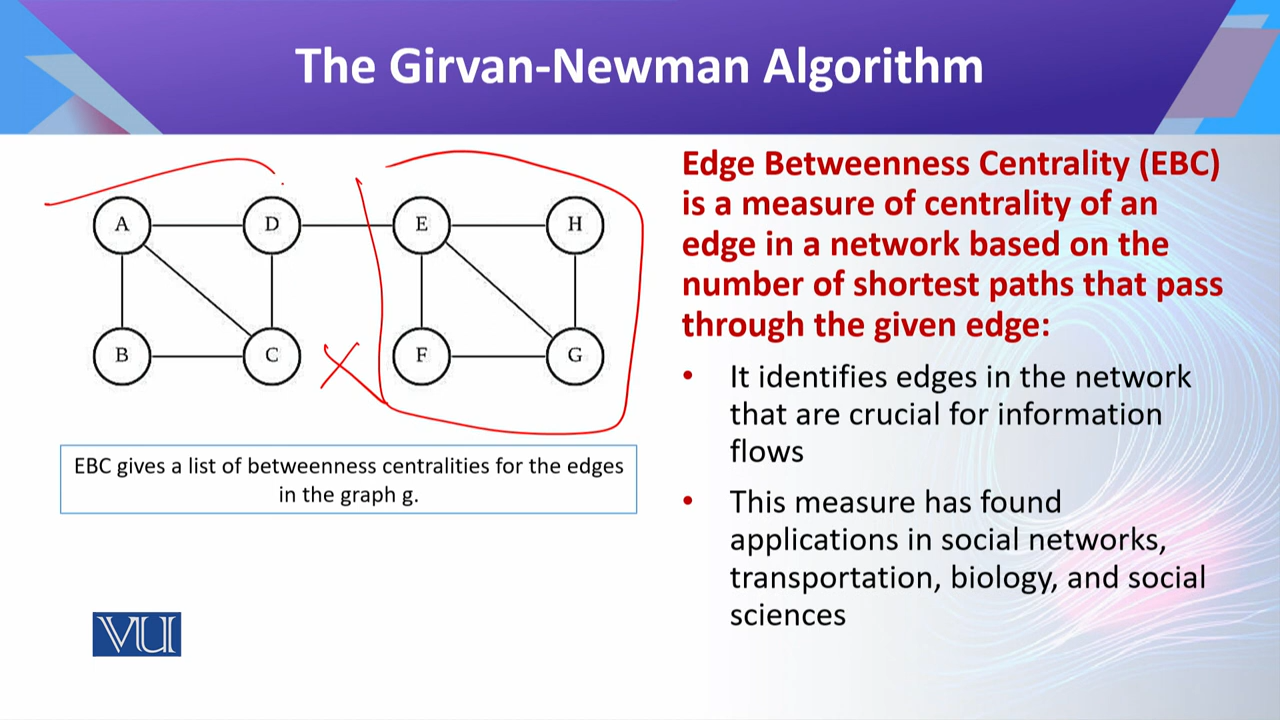 The Girvan-Newman Algorithm
A
D
E
H
B
C
F
G
EBC gives a list of betweenness centralities for the edges
in the graph g.
Edge Betweenness Centrality (EBC)
is a measure of centrality of an
edge in a network based on the
number of shortest paths that pass
through the given edge:
• It identifies edges in the network
that are crucial for information
flows
• This measure has found
applications in social networks,
transportation, biology, and social
sciences
VU